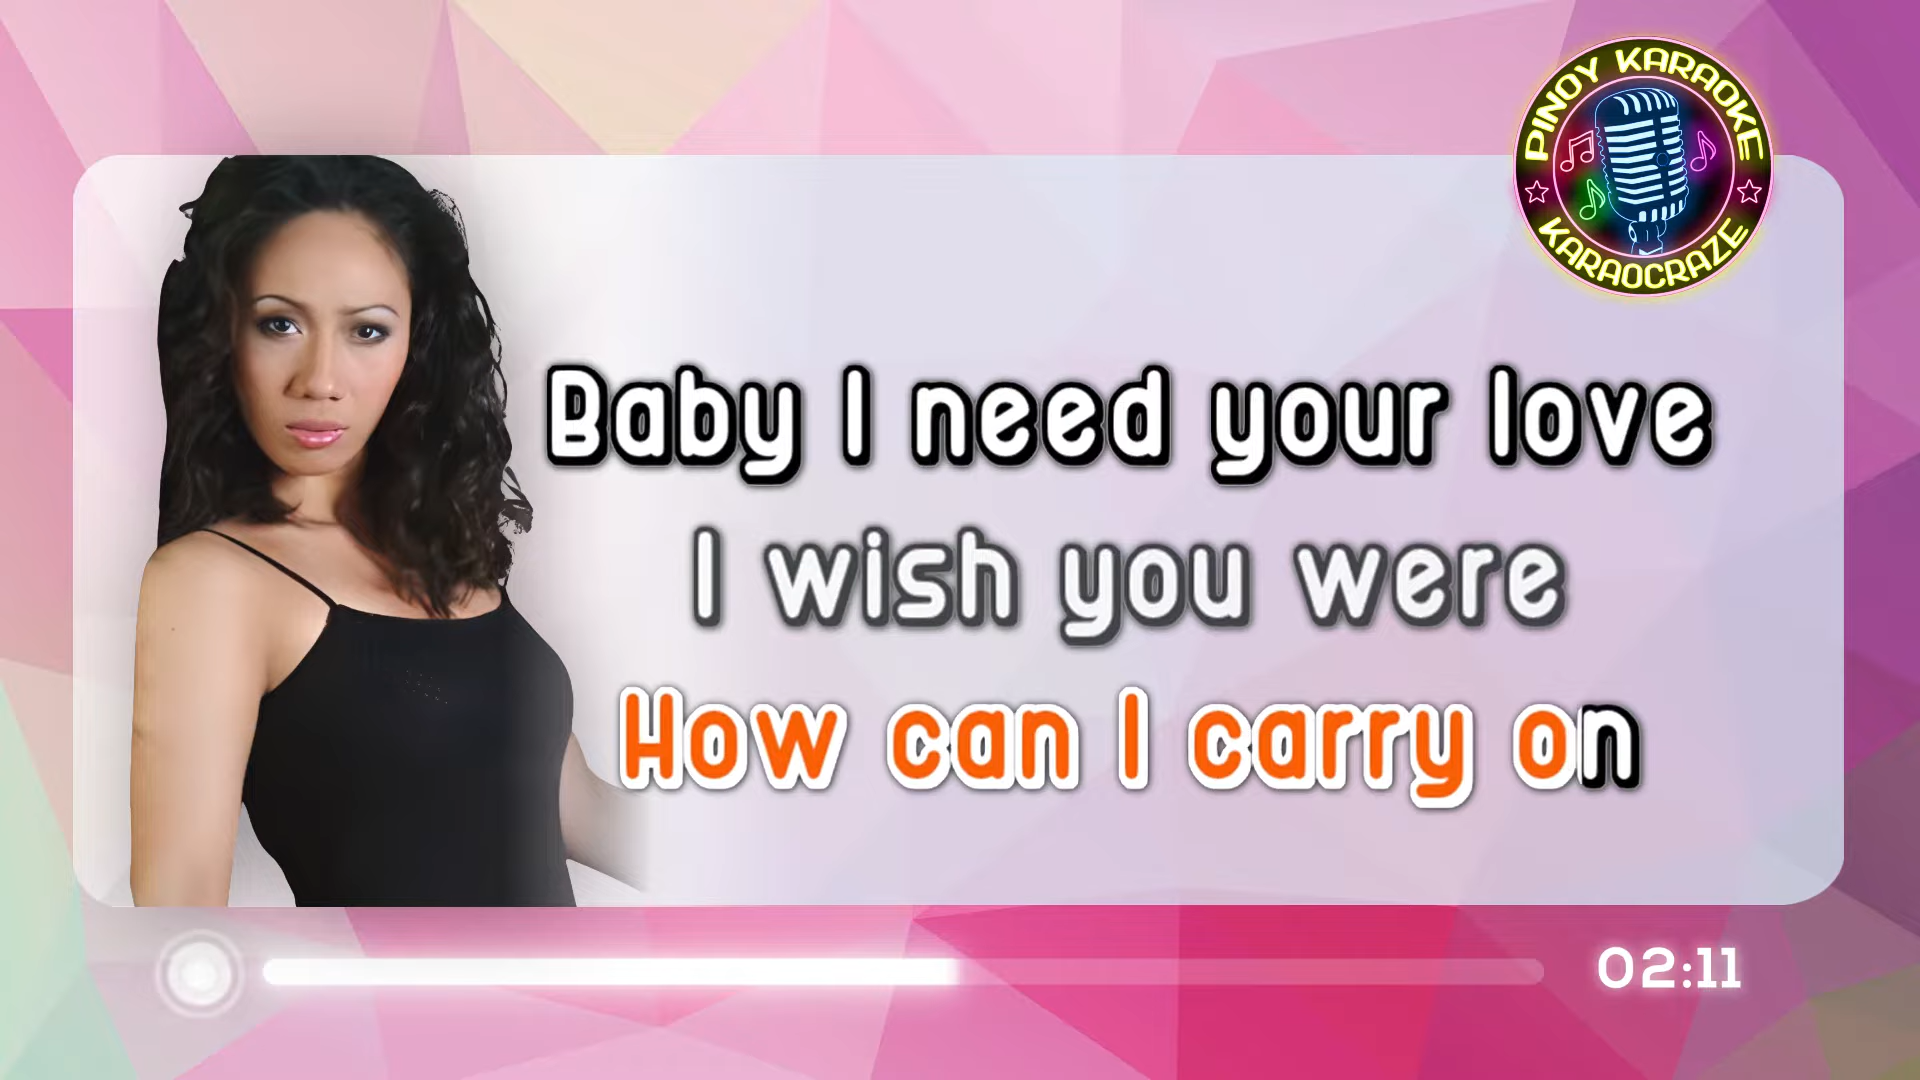 PINOY KARAOKE
KARAOCRAZE
Baby I need your love
I wish you were
How can I carry on
02:11